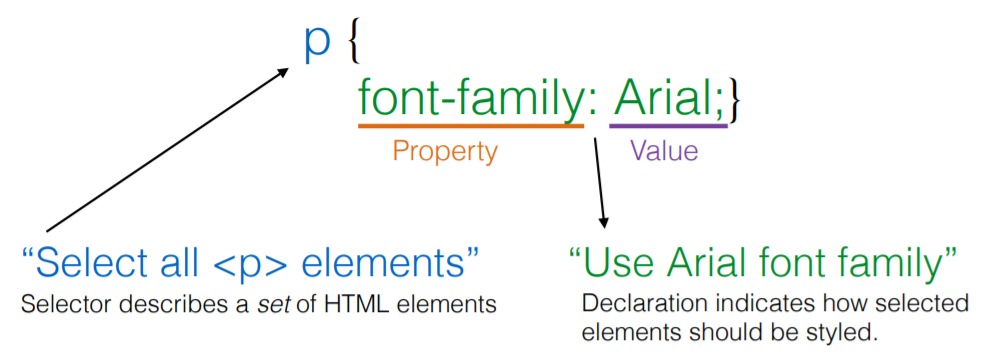 p {
font-family: Arial;}
Property
Value
“Select all <p> elements”
Selector describes a set of HTML elements
“Use Arial font family”
Declaration indicates how selected
elements should be styled.